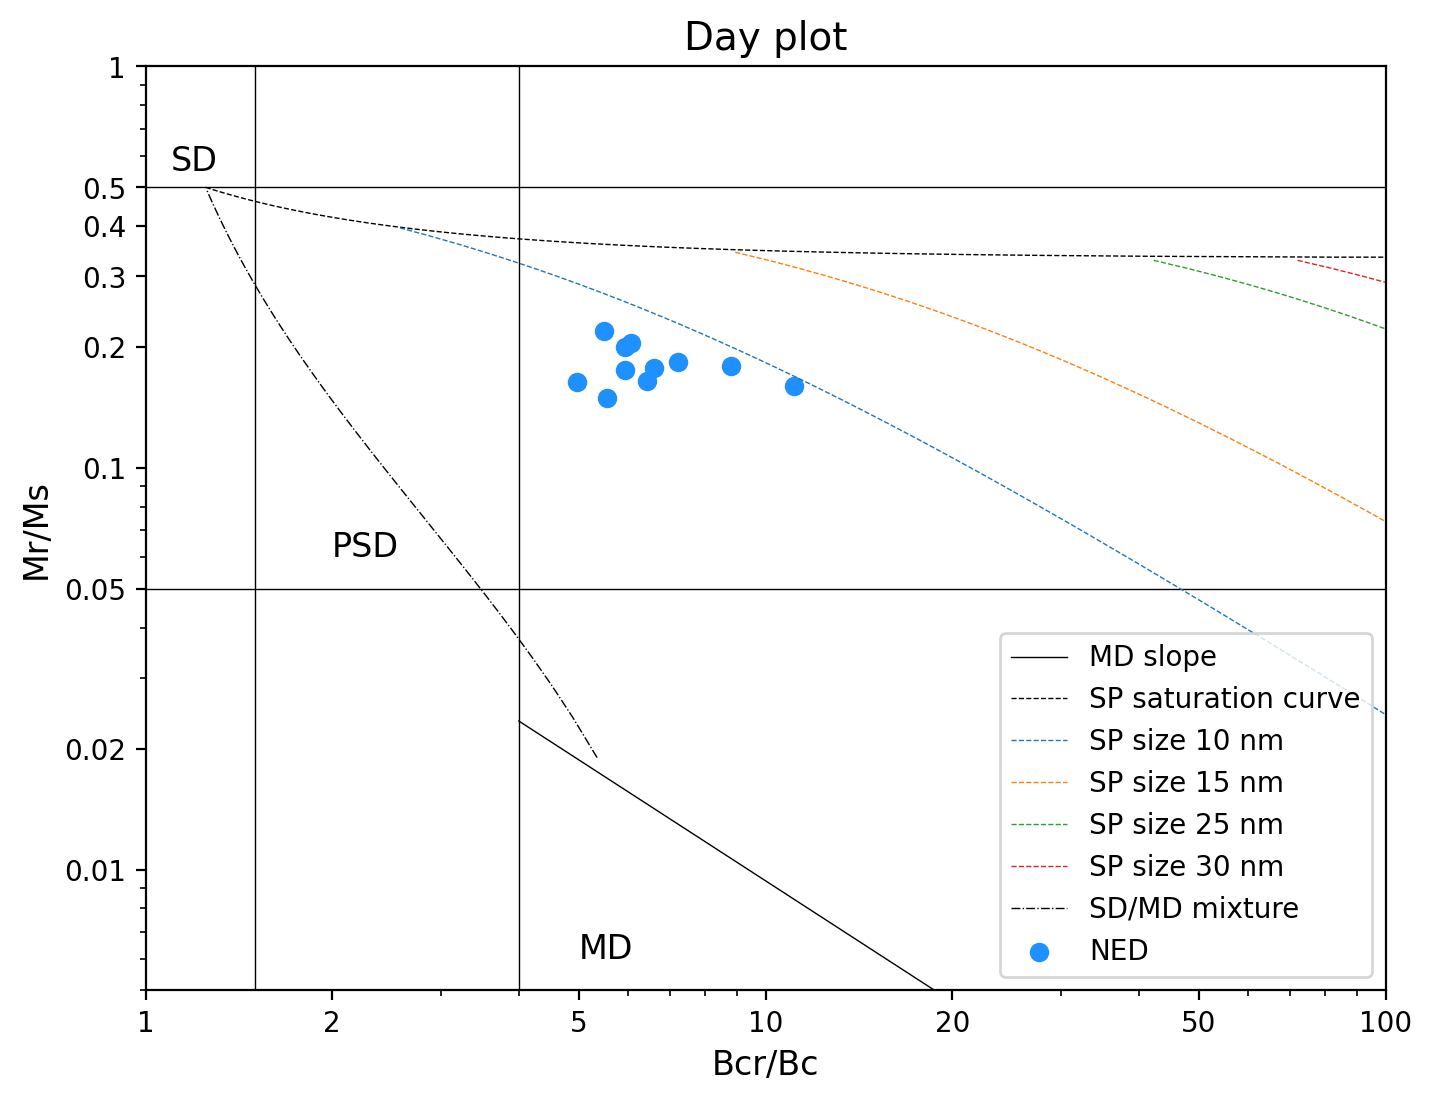 Day plot
1
0.5
0.4
0.3
0.2
0.1
0.05
0.02
0.01
Mr/Ms
SD
PSD
MD
MD slope
SP saturation curve
SP size 10 nm
SP size 15 nm
SP size 25 nm
SP size 30 nm
SD/MD mixture
NED
1 2 5 10 20 50 100
Bcr/Bc